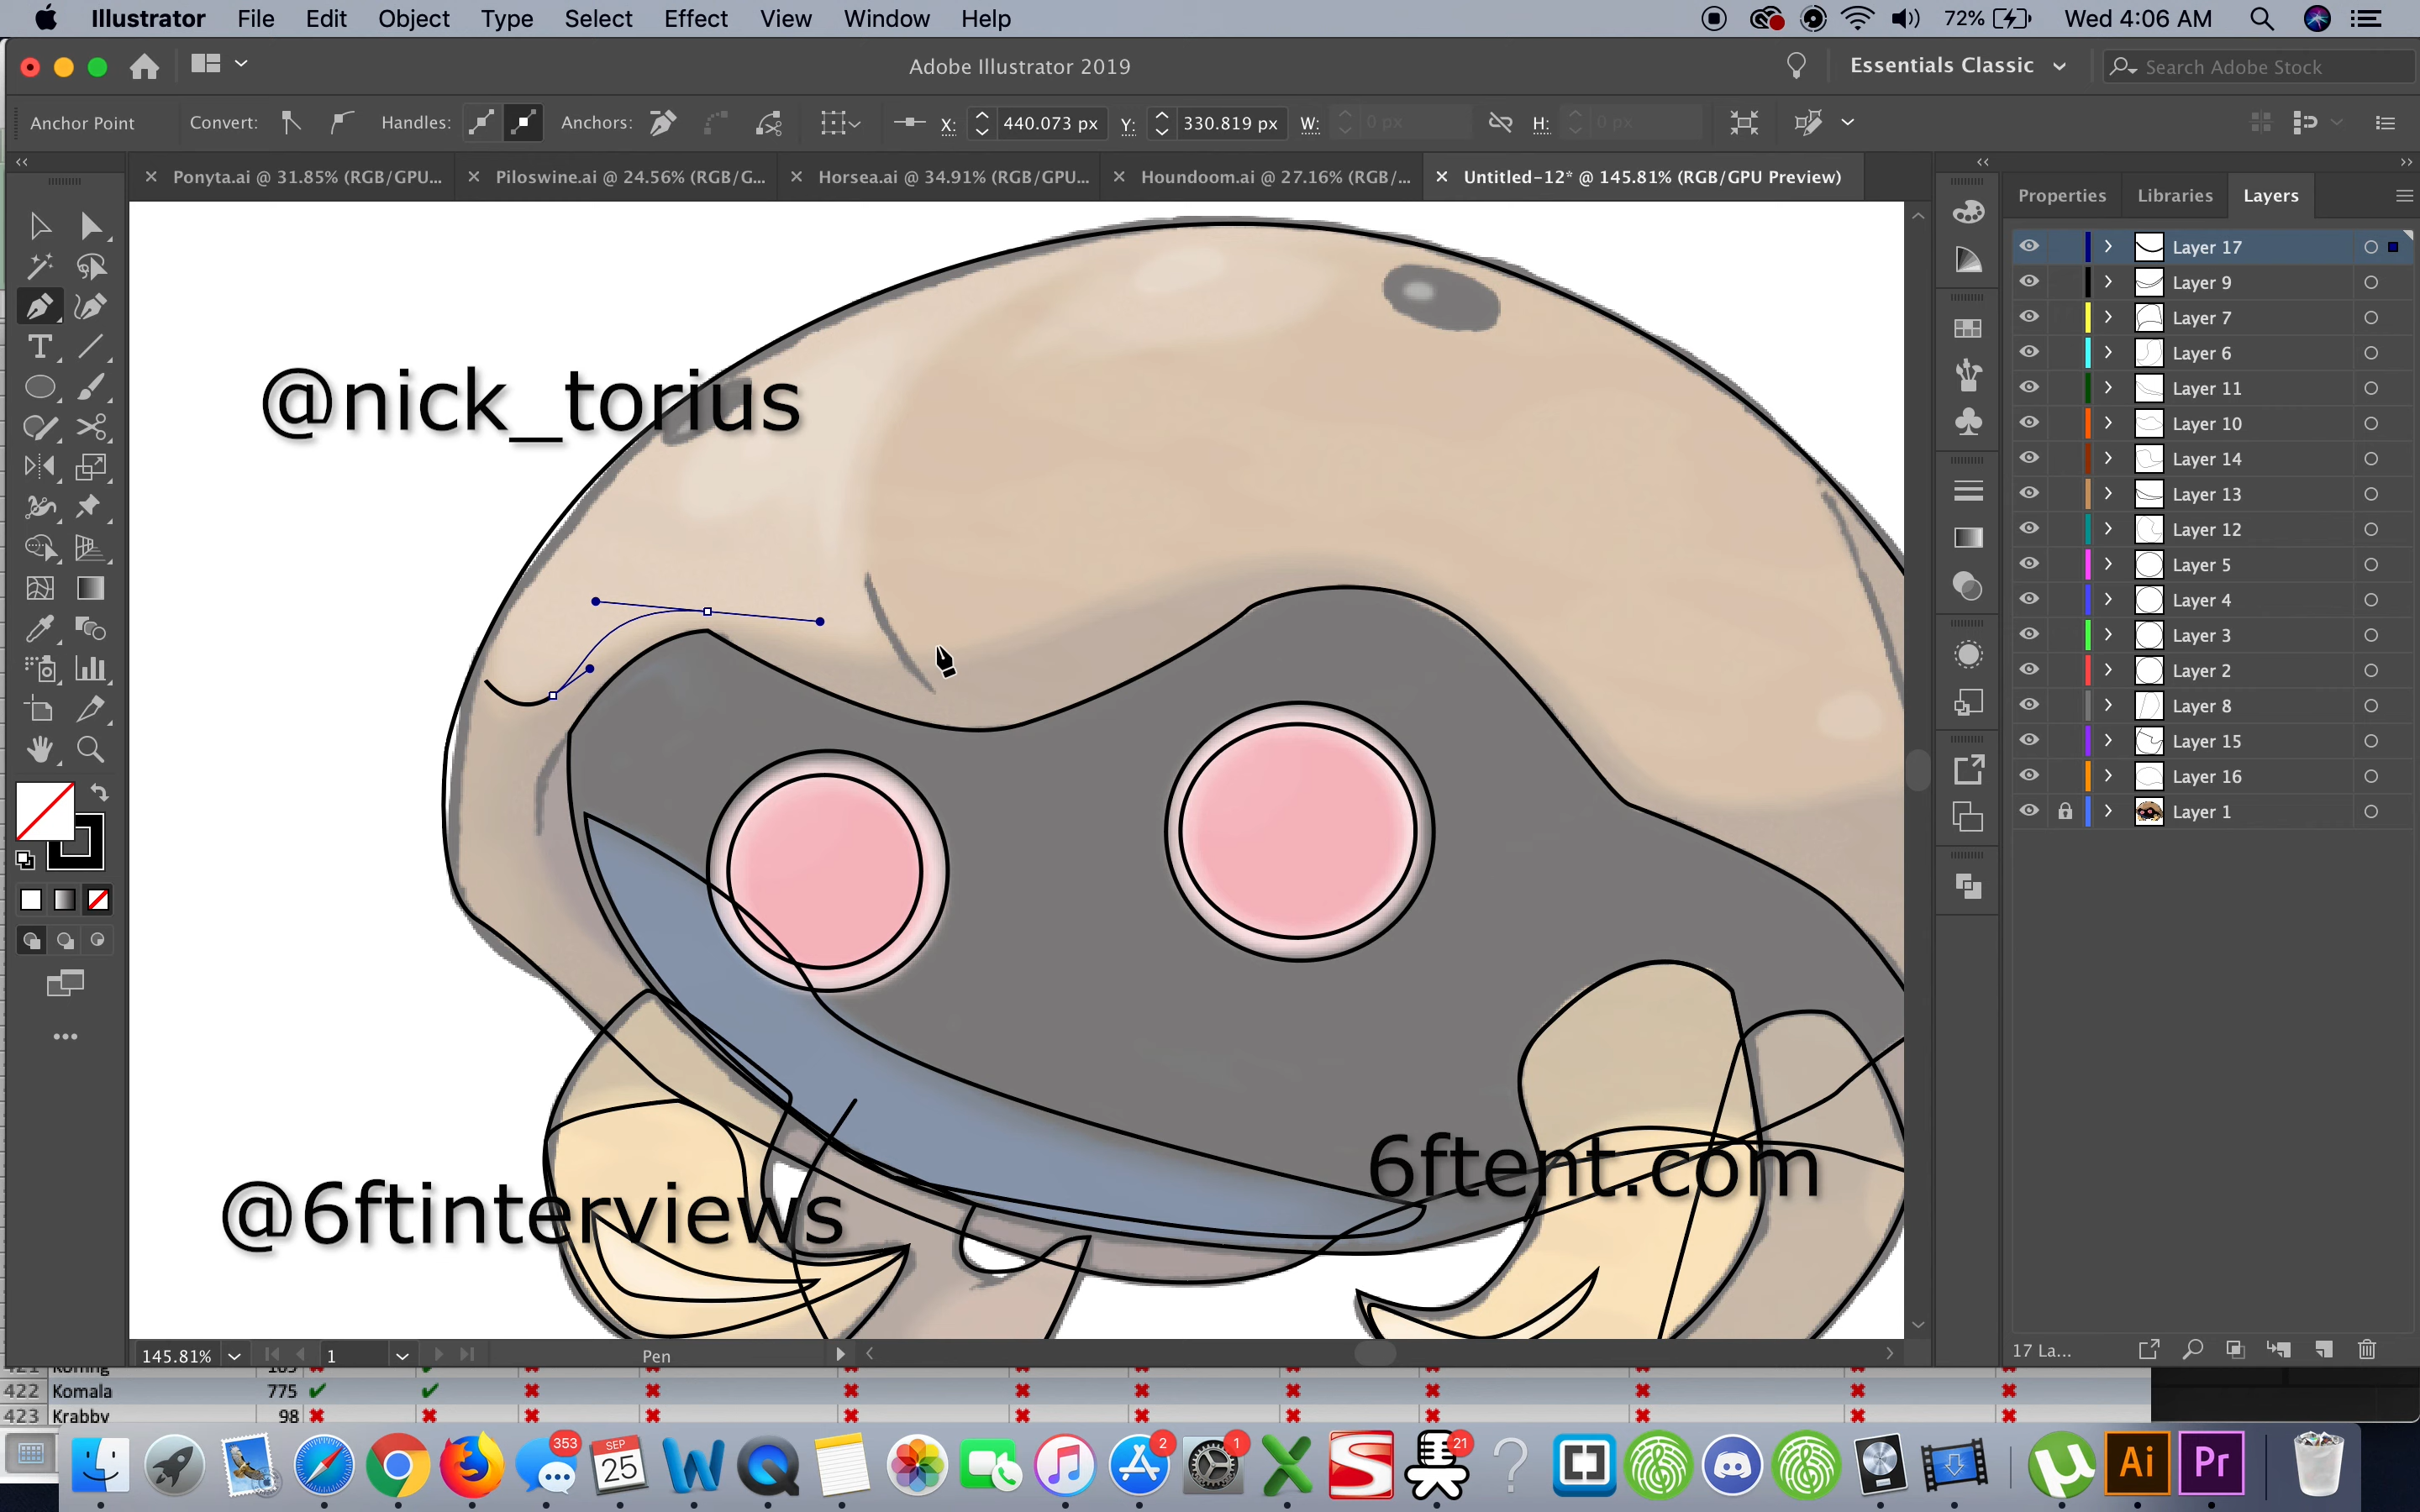 Illustrator File Edit Object Type Select Effect View Window Help 72% Wed 4:06 AM
Adobe Illustrator 2019 Essentials Classic Search Adobe Stock
Anchor Point Convert: Handles: Anchors: X: 440.073 px Y: 330.819 px W: 0 px H: 0 px
Ponyta.ai @ 31.85% (RGB/GPU... Piloswine.ai @ 24.56% (RGB/G... Horsea.ai @ 34.91% (RGB/GPU... Houndoom.ai @ 27.16% (RGB/... Untitled-12* @ 145.81% (RGB/GPU Preview)
Properties Libraries Layers
Layer 17
Layer 9
Layer 7
Layer 6
Layer 11
Layer 10
Layer 14
Layer 13
Layer 12
Layer 5
Layer 4
Layer 3
Layer 2
Layer 8
Layer 15
Layer 16
Layer 1
@nick_torius
6ftent.com
@6ftinterviews
145.81% 1 Pen 17 La...
422 Komala 775
423 Krabby 98
353 SEP 25 2 1 21 Ai Pr